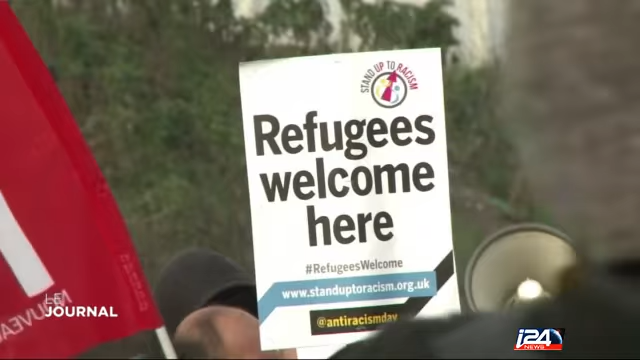 STAND UP TO RACISM
Refugees
welcome
here
#RefugeesWelcome
www.standuptoracism.org.uk
@antiracismday
LE
JOURNAL
i24
NEWS